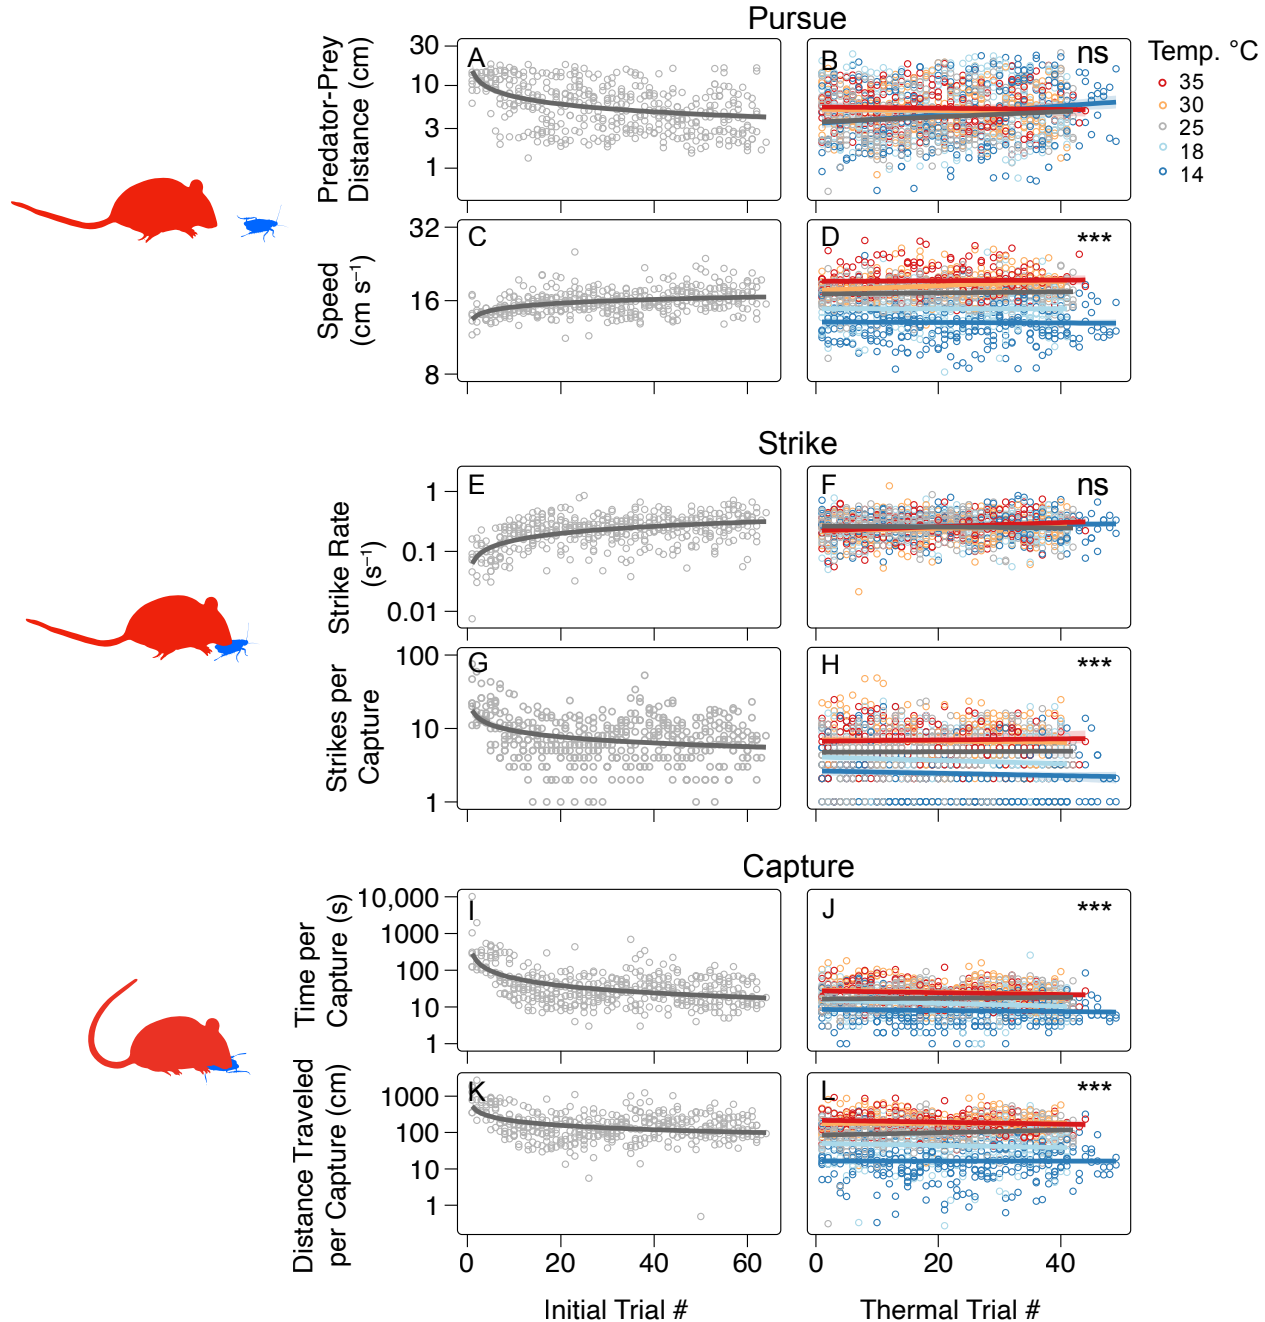 Pursue
Predator-Prey
Distance (cm)
30
10
3
1
A
B
ns
Temp. °C
35
30
25
18
14
Speed
(cm s⁻¹)
32
16
8
C
D
***
Strike
Strike Rate
(s⁻¹)
1
0.1
0.01
E
F
ns
Strikes per
Capture
100
10
1
G
H
***
Capture
Time per
Capture (s)
10,000
1000
100
10
1
I
J
***
Distance Traveled
per Capture (cm)
1000
100
10
1
K
L
***
0 20 40 60
0 20 40
Initial Trial #
Thermal Trial #